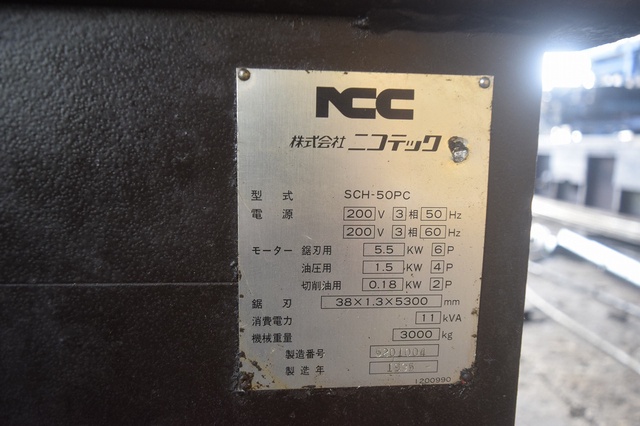 NCC
株式会社 ニコテック
型式 SCH-50PC
電源 200 V 3 相 50 Hz
200 V 3 相 60 Hz
モーター 鋸刃用 5.5 KW 6 P
油圧用 1.5 KW 4 P
切削油用 0.18 KW 2 P
鋸刃 38×1.3×5300 mm
消費電力 11 kVA
機械重量 3000 kg
製造番号
製造年
1200990